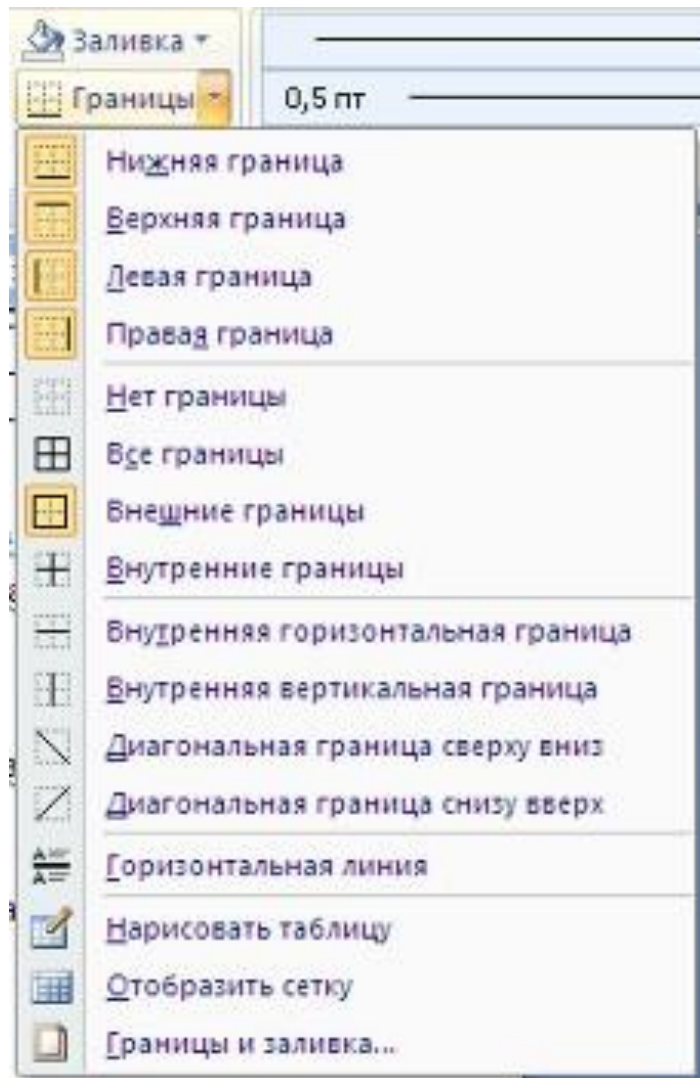 Заливка
Границы
0,5 пт
Нижняя граница
Верхняя граница
Левая граница
Правая граница
Нет границы
Все границы
Внешние границы
Внутренние границы
Внутренняя горизонтальная граница
Внутренняя вертикальная граница
Диагональная граница сверху вниз
Диагональная граница снизу вверх
Горизонтальная линия
Нарисовать таблицу
Отобразить сетку
Границы и заливка...